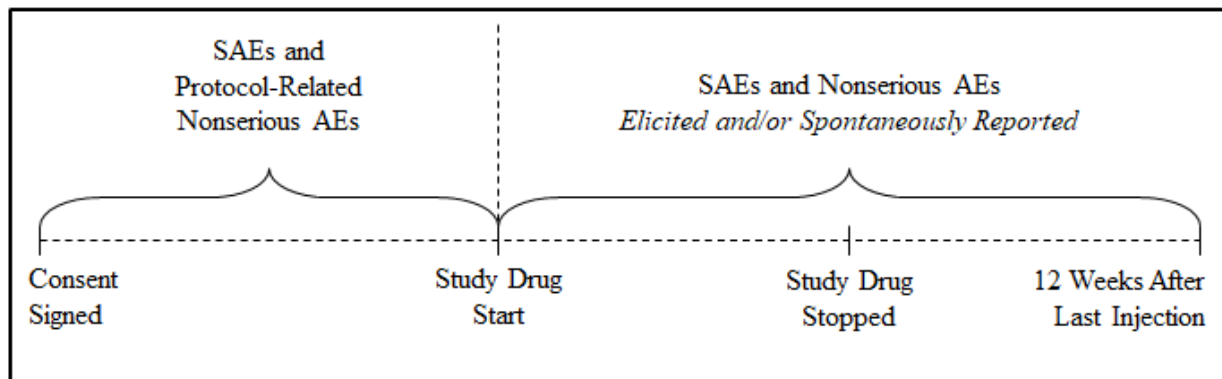 SAEs and
Protocol-Related
Nonserious AEs
SAEs and Nonserious AEs
Elicited and/or Spontaneously Reported
Consent
Signed
Study Drug
Start
Study Drug
Stopped
12 Weeks After
Last Injection